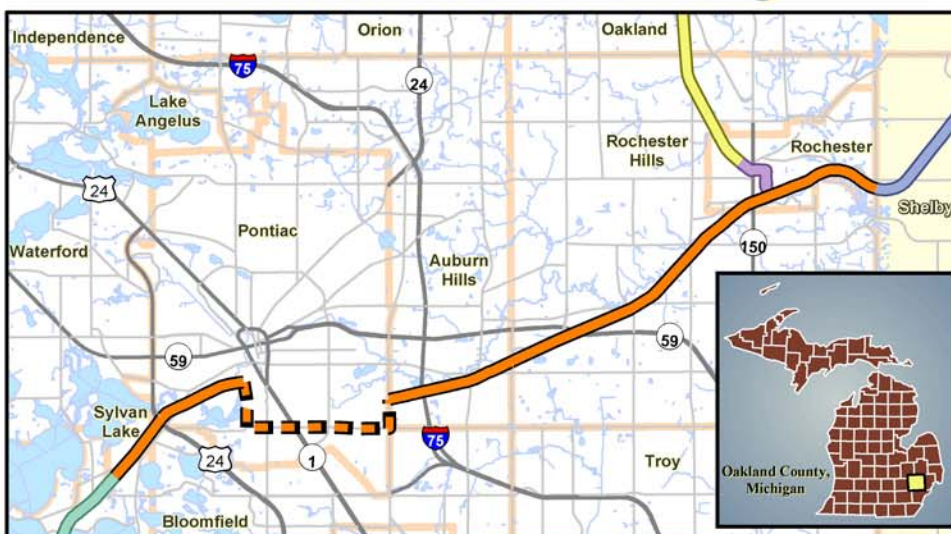 Independence
Orion
Oakland
75
24
Lake
Angelus
Rochester
Hills
Rochester
24
Shelby
Pontiac
Waterford
150
Auburn
Hills
59
59
Sylvan
Lake
75
24
1
Troy
Bloomfield
Oakland County,
Michigan